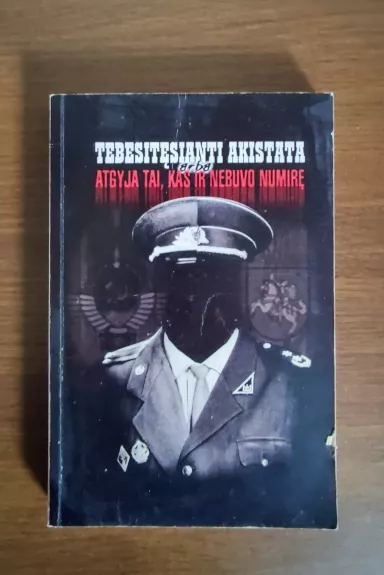 TEBESITĘSIANTI AKISTATA
arba
ATGYJA TAI, KAS IR NEBUVO NUMIRĘ